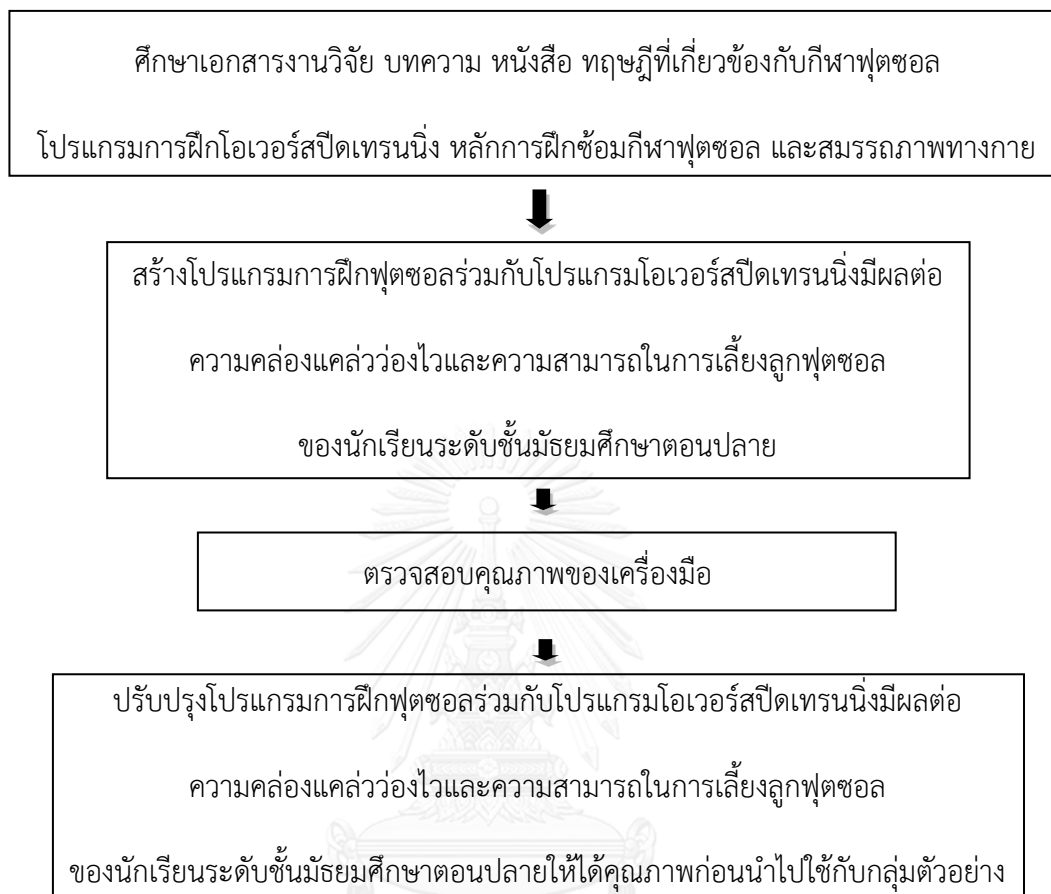 ศึกษาเอกสารงานวิจัย บทความ หนังสือ ทฤษฎีที่เกี่ยวข้องกับกีฬาฟุตซอล
โปรแกรมการฝึกโอเวอร์สปีดเทรนนิ่ง หลักการฝึกซ้อมกีฬาฟุตซอล และสมรรถภาพทางกาย
สร้างโปรแกรมการฝึกฟุตซอลร่วมกับโปรแกรมโอเวอร์สปีดเทรนนิ่งมีผลต่อ
ความคล่องแคล่วว่องไวและความสามารถในการเลี้ยงลูกฟุตซอล
ของนักเรียนระดับชั้นมัธยมศึกษาตอนปลาย
ตรวจสอบคุณภาพของเครื่องมือ
ปรับปรุงโปรแกรมการฝึกฟุตซอลร่วมกับโปรแกรมโอเวอร์สปีดเทรนนิ่งมีผลต่อ
ความคล่องแคล่วว่องไวและความสามารถในการเลี้ยงลูกฟุตซอล
ของนักเรียนระดับชั้นมัธยมศึกษาตอนปลายให้ได้คุณภาพก่อนนำไปใช้กับกลุ่มตัวอย่าง